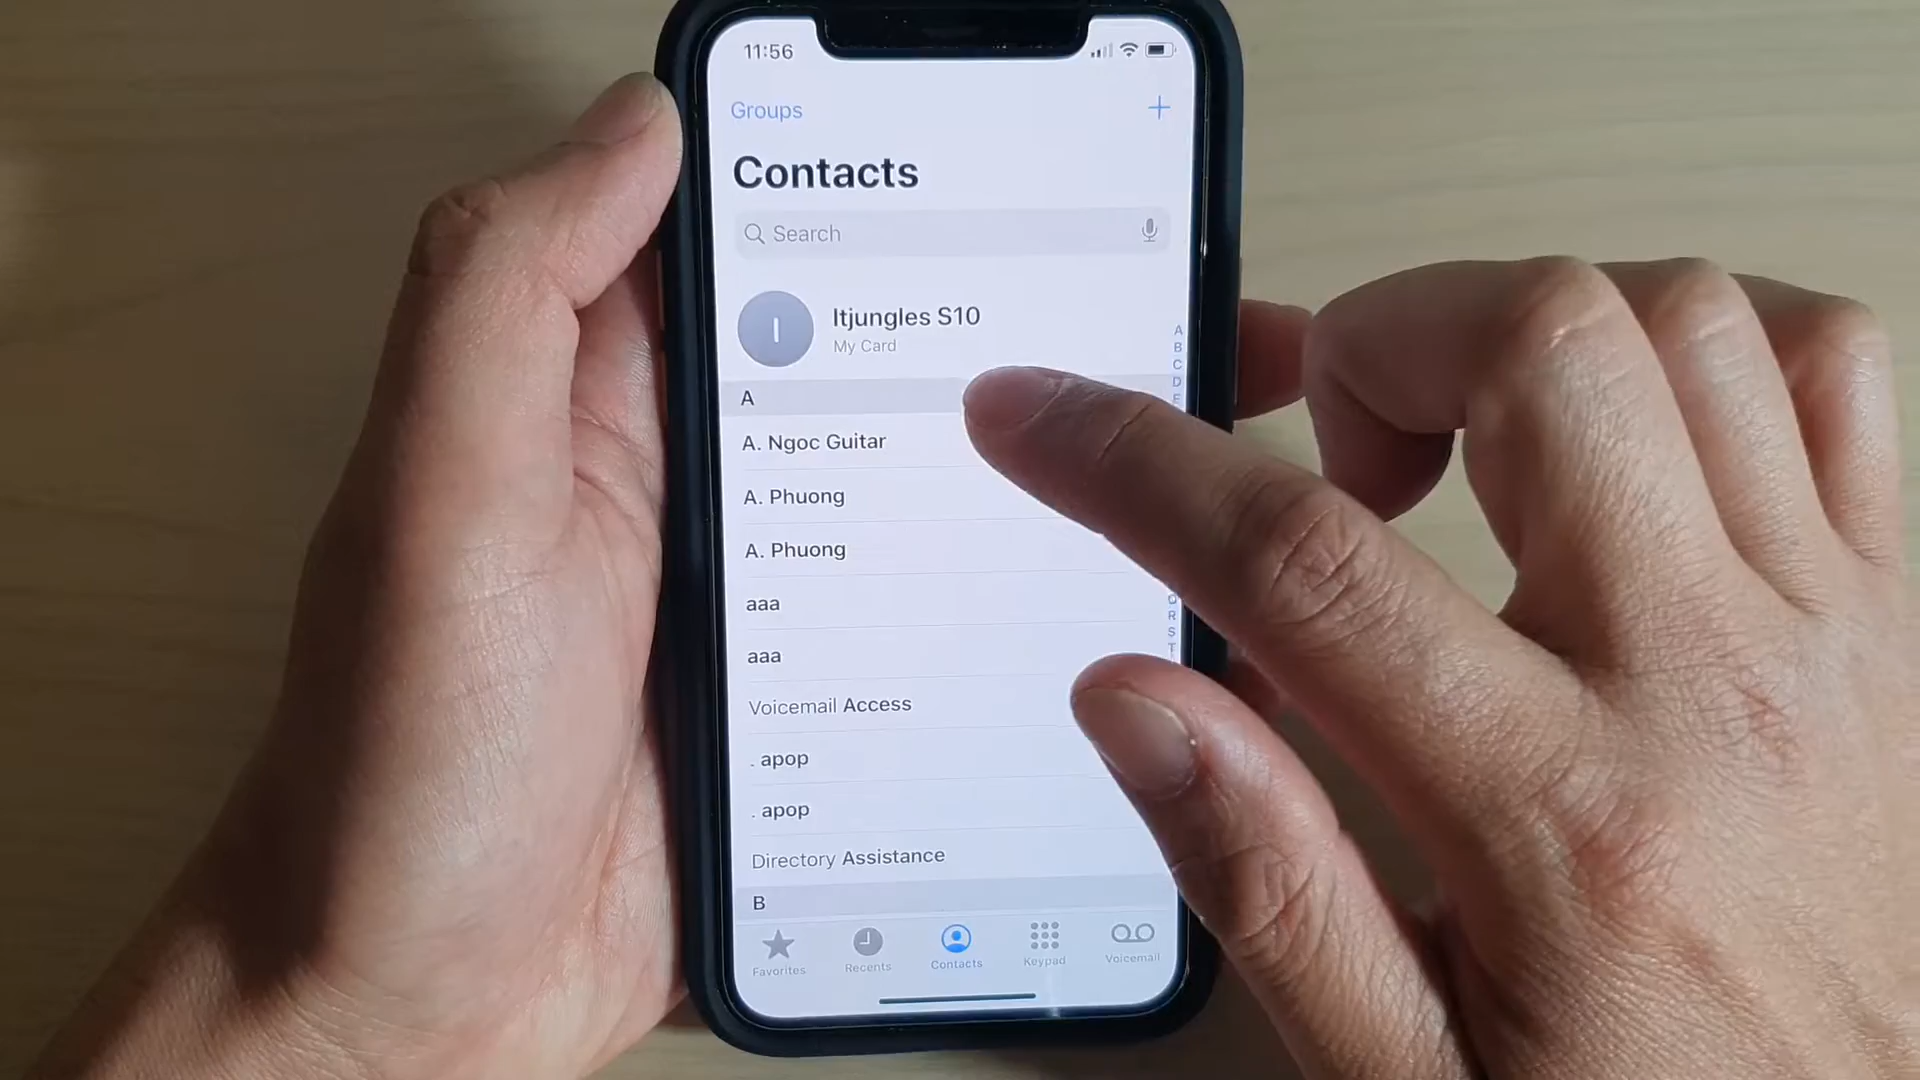 11:56
Groups
Contacts
Search
I
Itjungles S10
My Card
A
A. Ngoc Guitar
A. Phuong
A. Phuong
aaa
aaa
Voicemail Access
. apop
. apop
Directory Assistance
B
A
B
C
D
E
Q
R
S
T
Favorites
Recents
Contacts
Keypad
Voicemail